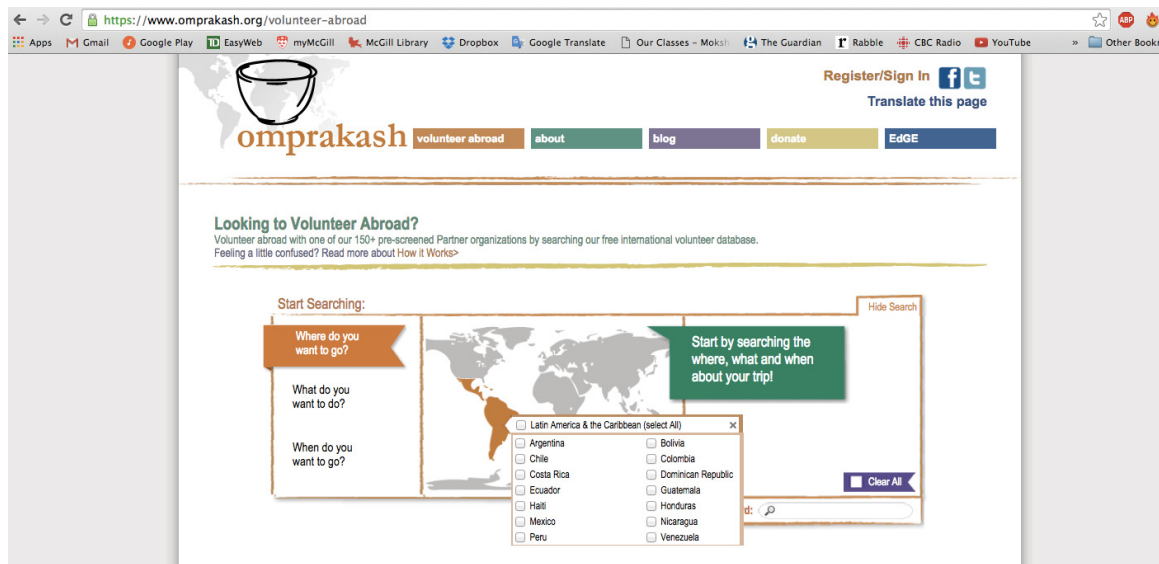 https://www.omprakash.org/volunteer-abroad
ABP
Apps Gmail Google Play TD EasyWeb myMcGill McGill Library Dropbox Google Translate Our Classes – Moksh The Guardian r Rabble CBC Radio YouTube » Other Bookm
Register/Sign In f t
Translate this page
omprakash volunteer abroad about blog donate EdGE
Looking to Volunteer Abroad?
Volunteer abroad with one of our 150+ pre-screened Partner organizations by searching our free international volunteer database.
Feeling a little confused? Read more about How it Works>
Start Searching:
Hide Search
Where do you
want to go?
What do you
want to do?
When do you
want to go?
Start by searching the
where, what and when
about your trip!
Latin America & the Caribbean (select All) ×
Argentina Bolivia
Chile Colombia
Costa Rica Dominican Republic
Ecuador Guatemala
Haiti Honduras
Mexico Nicaragua
Peru Venezuela
Clear All
rd: